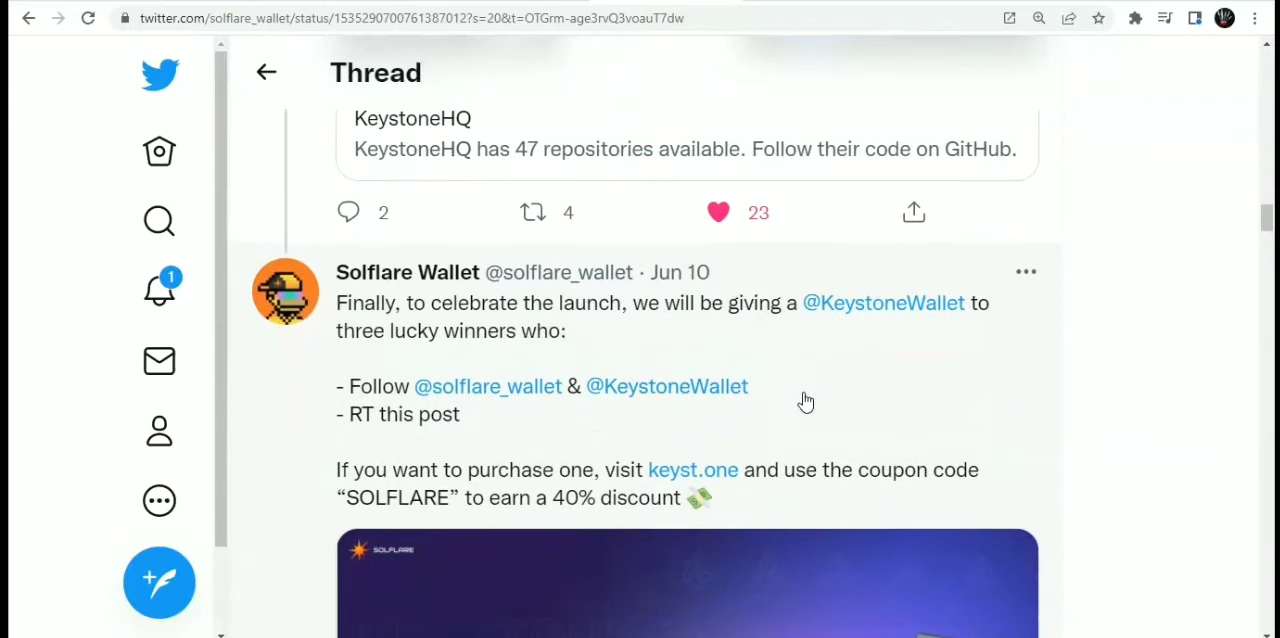 twitter.com/solflare_wallet/status/1535290700761387012?s=20&t=OTGrm-age3rvQ3voauT7dw
Thread
KeystoneHQ
KeystoneHQ has 47 repositories available. Follow their code on GitHub.
2 4 23
1
Solflare Wallet @solflare_wallet · Jun 10
Finally, to celebrate the launch, we will be giving a @KeystoneWallet to
three lucky winners who:
- Follow @solflare_wallet & @KeystoneWallet
- RT this post
If you want to purchase one, visit keyst.one and use the coupon code
“SOLFLARE” to earn a 40% discount 💸
SOLFLARE